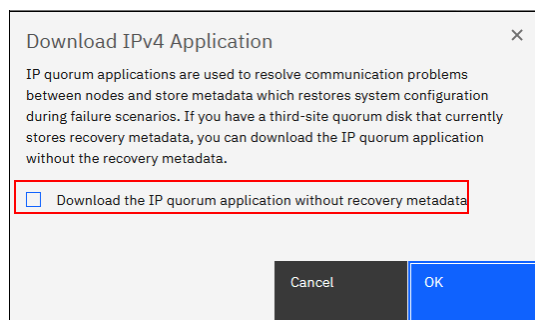 Download IPv4 Application
IP quorum applications are used to resolve communication problems
between nodes and store metadata which restores system configuration
during failure scenarios. If you have a third-site quorum disk that currently
stores recovery metadata, you can download the IP quorum application
without the recovery metadata.
Download the IP quorum application without recovery metadata
Cancel
OK